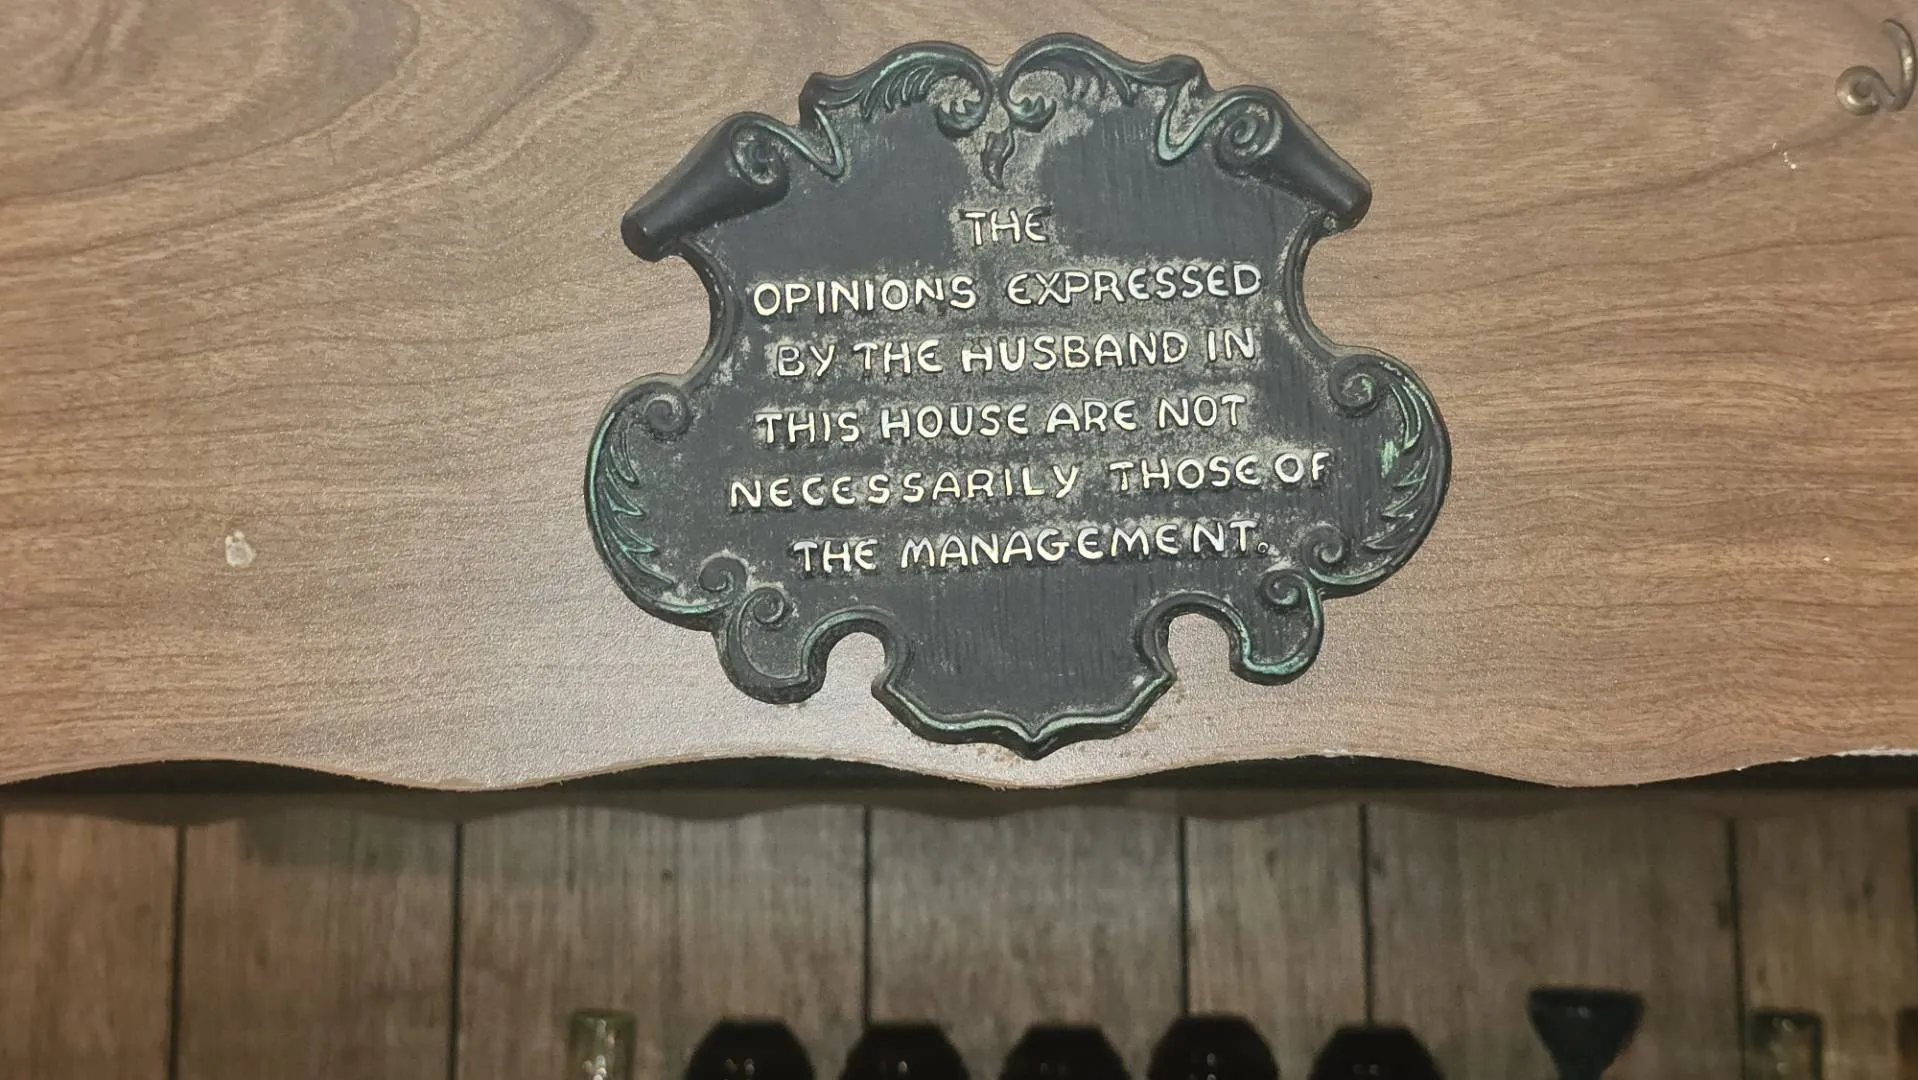 THE
OPINIONS EXPRESSED
BY THE HUSBAND IN
THIS HOUSE ARE NOT
NECESSARILY THOSE OF
THE MANAGEMENT.